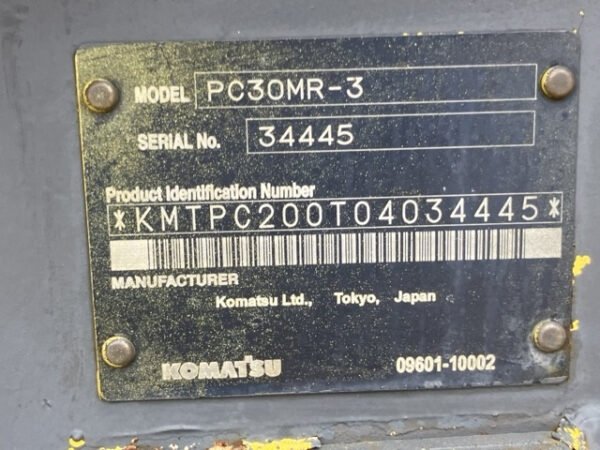 MODEL PC30MR-3
SERIAL No. 34445
Product Identification Number
*KMTPC200T04034445*
MANUFACTURER
Komatsu Ltd., Tokyo, Japan
KOMATSU 09601-10002